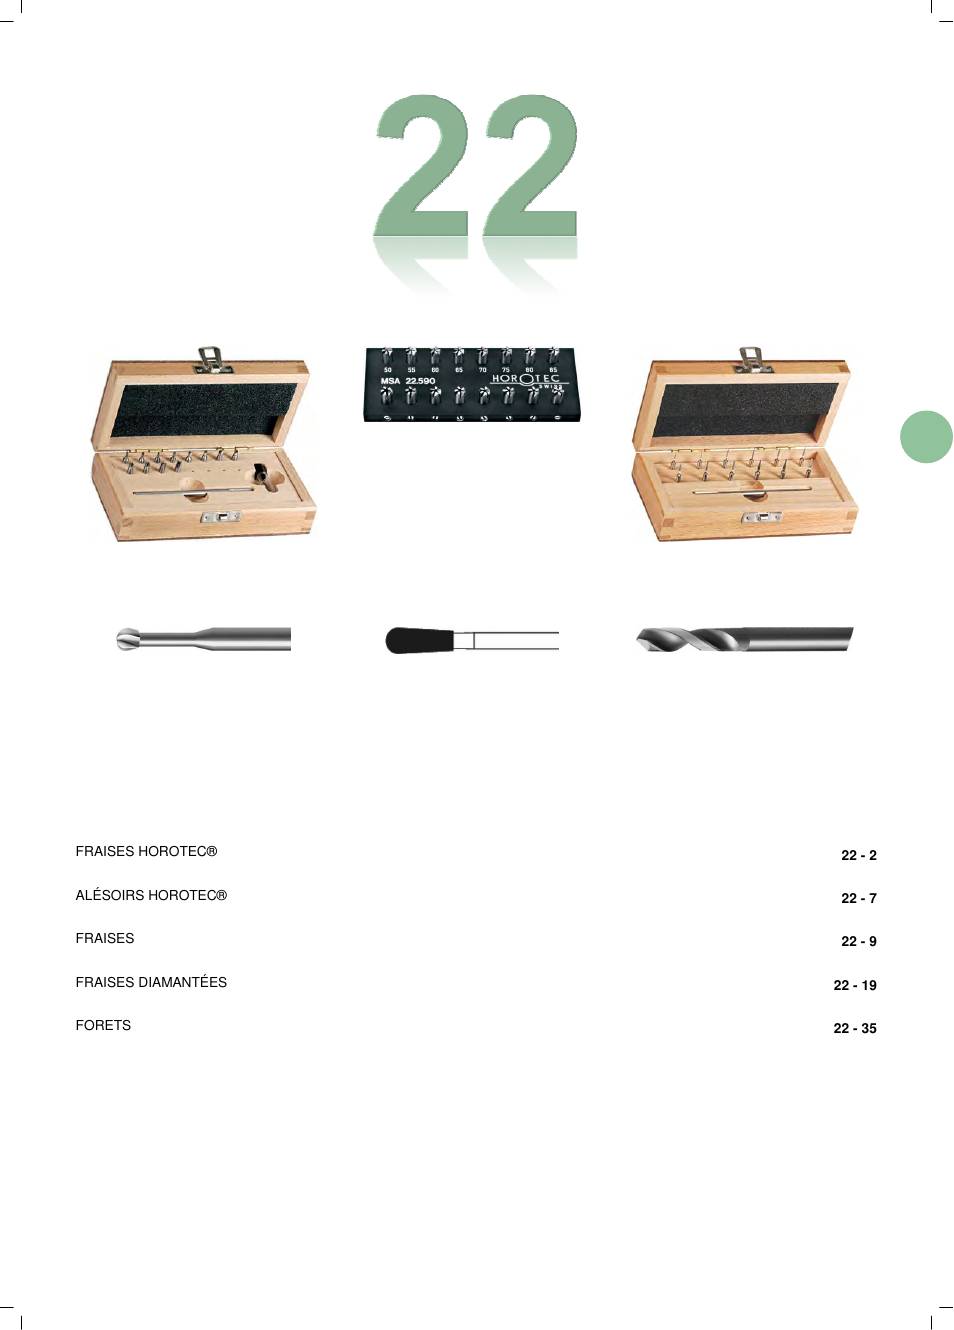 22
50 55 60 65 70 75 80 85
MSA 22.590
HOROTEC
SWISS
FRAISES HOROTEC®
22 - 2
ALÉSOIRS HOROTEC®
22 - 7
FRAISES
22 - 9
FRAISES DIAMANTÉES
22 - 19
FORETS
22 - 35